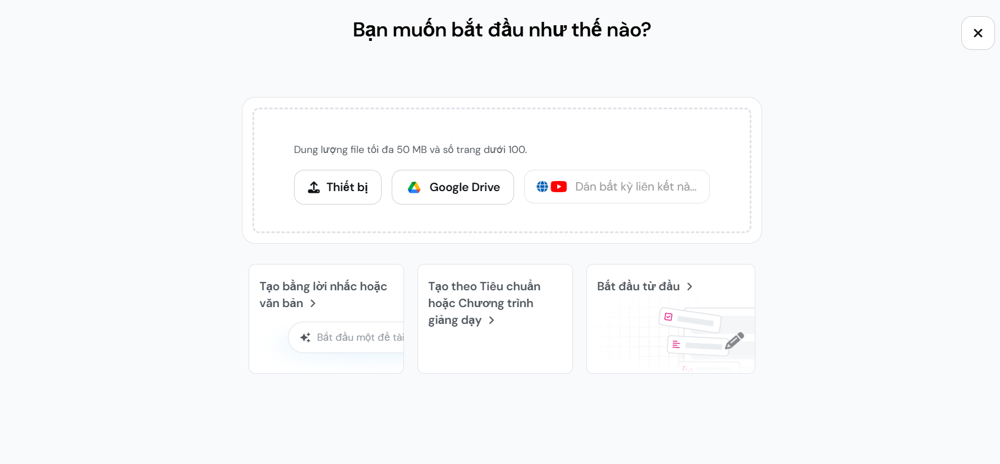 Bạn muốn bắt đầu như thế nào?
Dung lượng file tối đa 50 MB và số trang dưới 100.
Thiết bị
Google Drive
Dán bất kỳ liên kết nà...
Tạo bằng lời nhắc hoặc
văn bản
Bắt đầu một đề tài
Tạo theo Tiêu chuẩn
hoặc Chương trình
giảng dạy
Bắt đầu từ đầu
f(x)